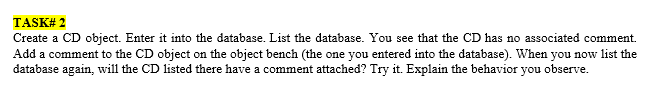 TASK# 2
Create a CD object. Enter it into the database. List the database. You see that the CD has no associated comment.
Add a comment to the CD object on the object bench (the one you entered into the database). When you now list the
database again, will the CD listed there have a comment attached? Try it. Explain the behavior you observe.